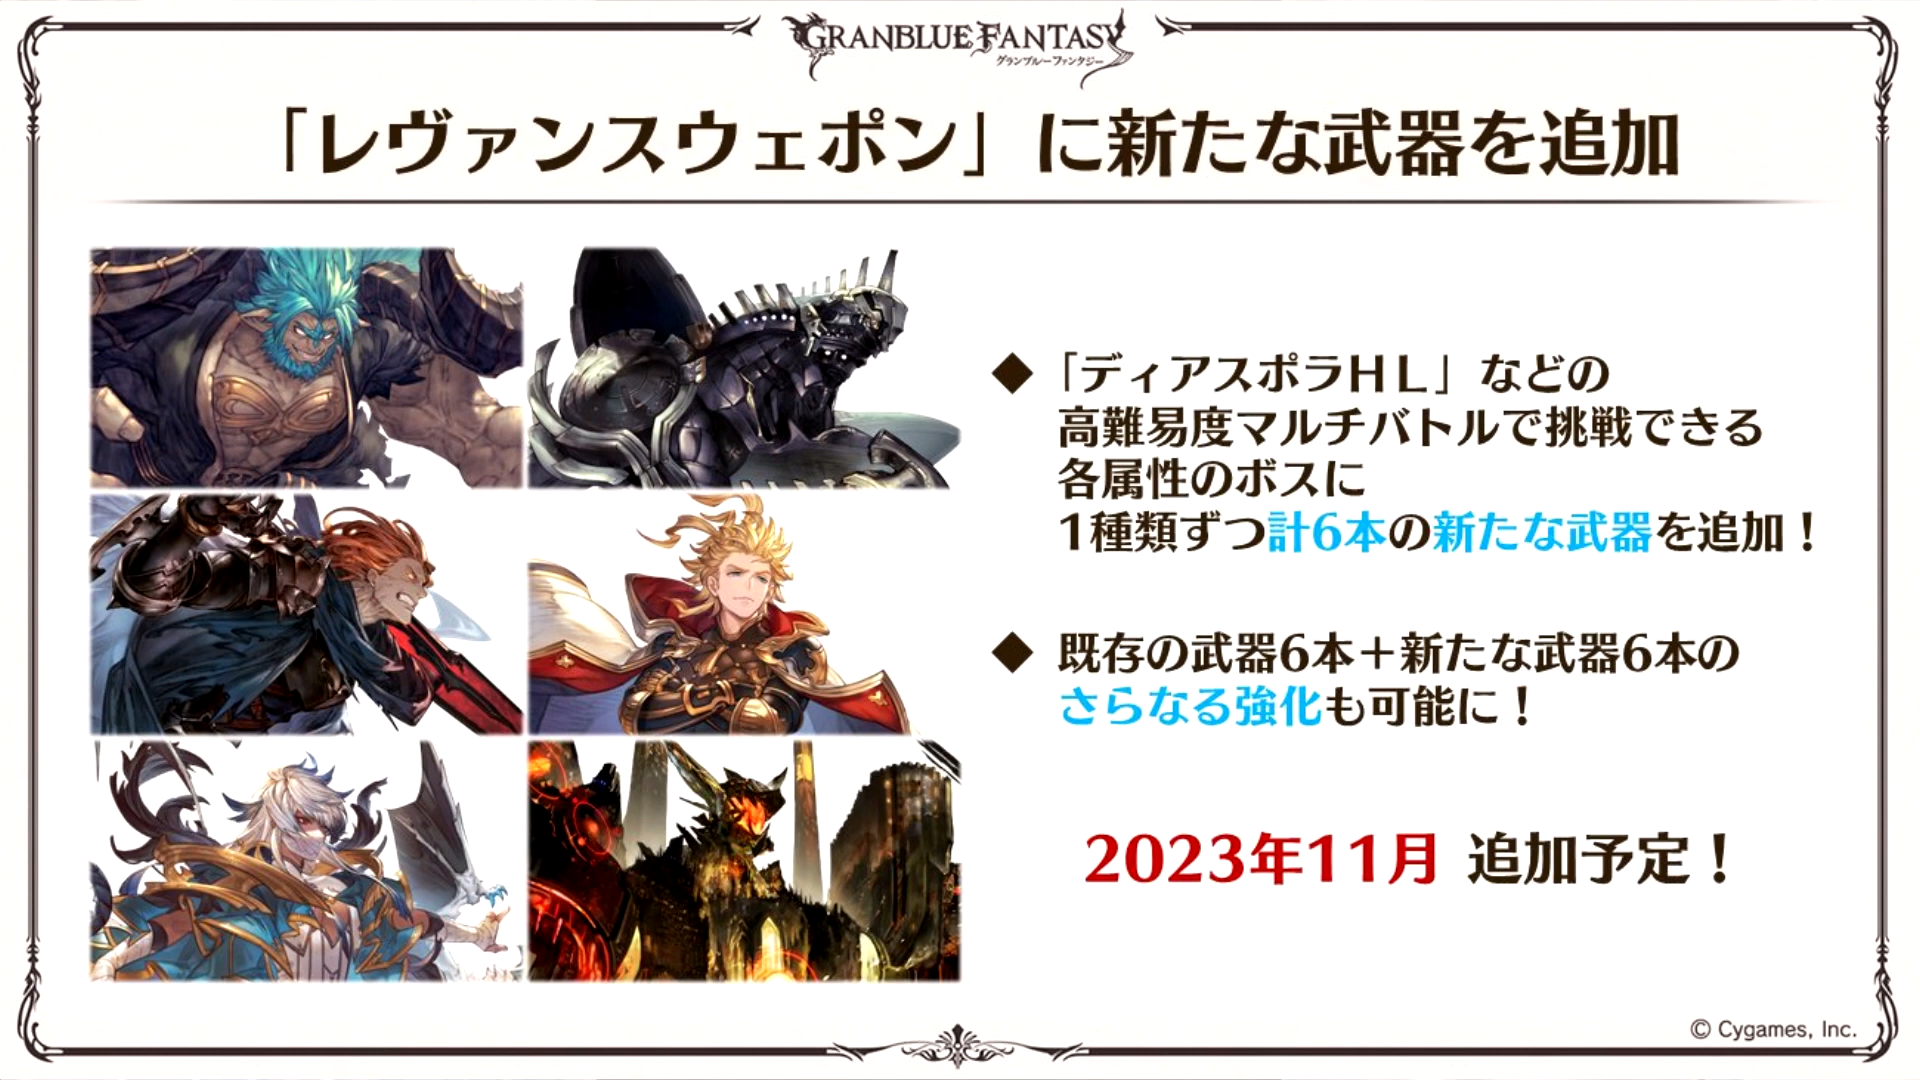 GRANBLUE FANTASY
グランブルーファンタジー
「レヴァンスウェポン」に新たな武器を追加
◆ 「ディアスポラＨＬ」などの
高難易度マルチバトルで挑戦できる
各属性のボスに
1種類ずつ計6本の新たな武器を追加！
◆ 既存の武器6本＋新たな武器6本の
さらなる強化も可能に！
2023年11月 追加予定！
© Cygames, Inc.